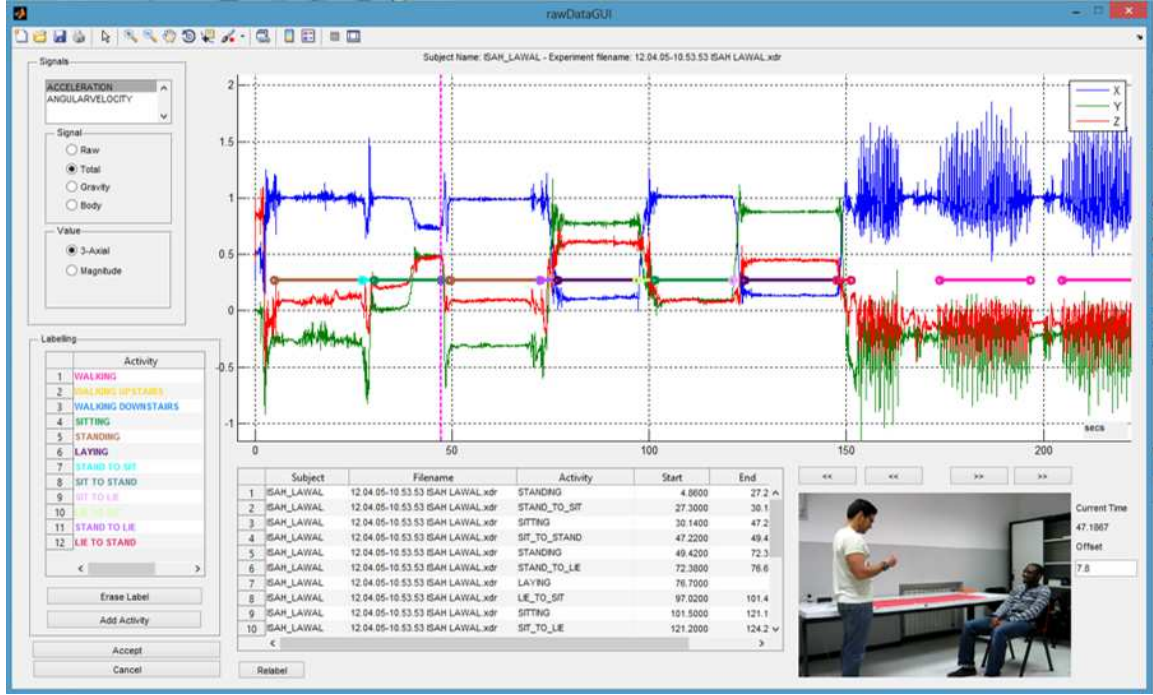 rawDataGUI
Subject Name: ISAH_LAWAL - Experiment filename: 12.04.05-10.53.53 ISAH LAWAL.xdr
Signals
ACCELERATION
ANGULARVELOCITY
Signal
Raw
Total
Gravity
Body
Value
3-Axial
Magnitude
2
1.5
1
0.5
0
-0.5
-1
X
Y
Z
0 50 100 150 200
secs
Labelling
Activity
1 WALKING
2 WALKING UPSTAIRS
3 WALKING DOWNSTAIRS
4 SITTING
5 STANDING
6 LAYING
7 STAND TO SIT
8 SIT TO STAND
9 SIT TO LIE
10 LIE TO SIT
11 STAND TO LIE
12 LIE TO STAND
Erase Label
Add Activity
Accept
Cancel
Subject Filename Activity Start End
1 ISAH_LAWAL 12.04.05-10.53.53 ISAH LAWAL.xdr STANDING 4.8600 27.2
2 ISAH_LAWAL 12.04.05-10.53.53 ISAH LAWAL.xdr STAND_TO_SIT 27.3000 30.1
3 ISAH_LAWAL 12.04.05-10.53.53 ISAH LAWAL.xdr SITTING 30.1400 47.2
4 ISAH_LAWAL 12.04.05-10.53.53 ISAH LAWAL.xdr SIT_TO_STAND 47.2200 49.4
5 ISAH_LAWAL 12.04.05-10.53.53 ISAH LAWAL.xdr STANDING 49.4200 72.3
6 ISAH_LAWAL 12.04.05-10.53.53 ISAH LAWAL.xdr STAND_TO_LIE 72.3800 76.6
7 ISAH_LAWAL 12.04.05-10.53.53 ISAH LAWAL.xdr LAYING 76.7000
8 ISAH_LAWAL 12.04.05-10.53.53 ISAH LAWAL.xdr LIE_TO_SIT 97.0200 101.4
9 ISAH_LAWAL 12.04.05-10.53.53 ISAH LAWAL.xdr SITTING 101.5000 121.1
10 ISAH_LAWAL 12.04.05-10.53.53 ISAH LAWAL.xdr SIT_TO_LIE 121.2000 124.2
Relabel
<< << >> >>
Current Time
47.1867
Offset
7.8